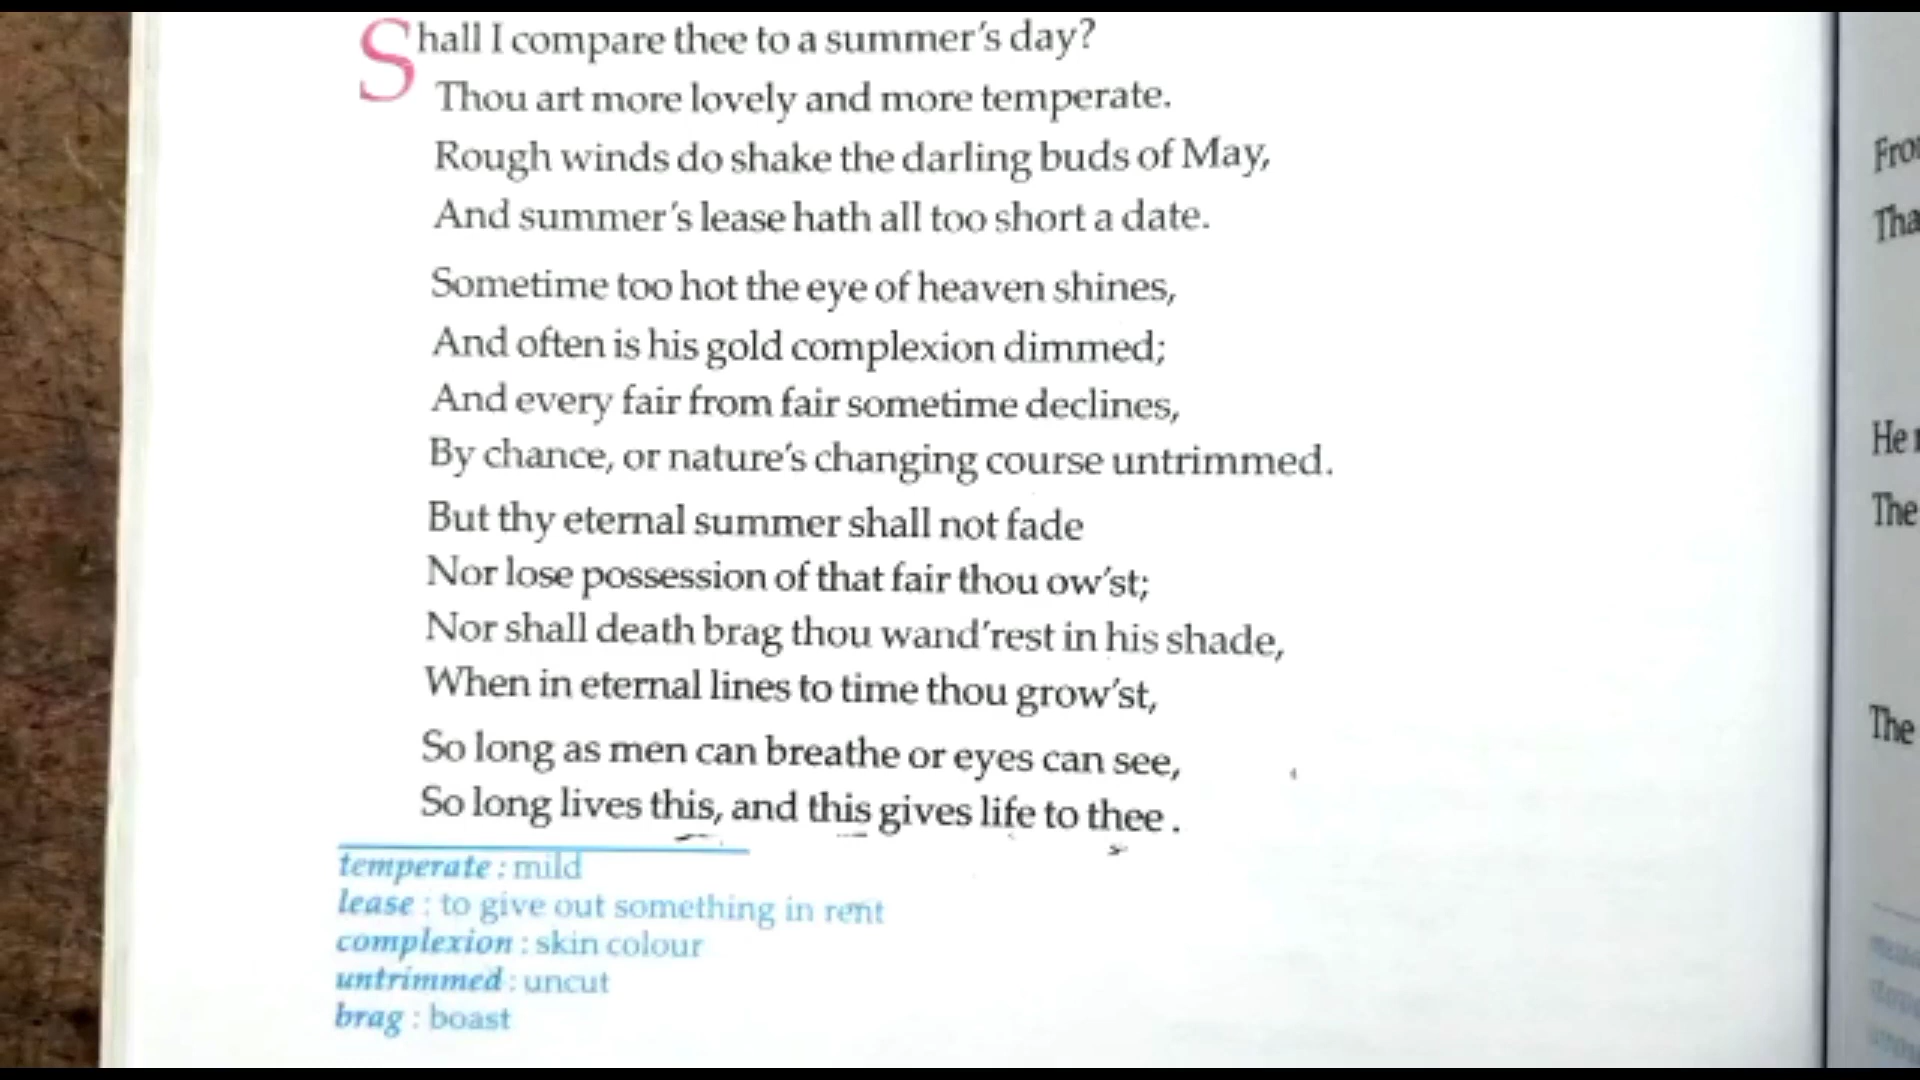 Shall I compare thee to a summer's day?
Thou art more lovely and more temperate.
Rough winds do shake the darling buds of May,
And summer's lease hath all too short a date.
Sometime too hot the eye of heaven shines,
And often is his gold complexion dimmed;
And every fair from fair sometime declines,
By chance, or nature's changing course untrimmed.
But thy eternal summer shall not fade
Nor lose possession of that fair thou ow'st;
Nor shall death brag thou wand'rest in his shade,
When in eternal lines to time thou grow'st,
So long as men can breathe or eyes can see,
So long lives this, and this gives life to thee.
temperate : mild
lease : to give out something in rent
complexion : skin colour
untrimmed : uncut
brag : boast
He
The
The